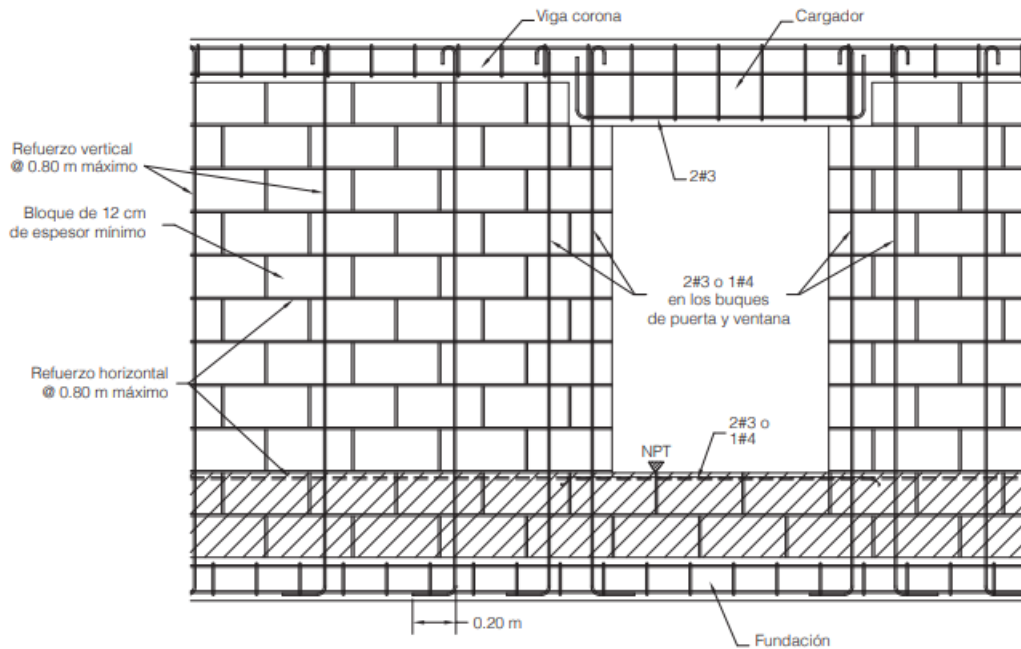 Viga corona
Cargador
Refuerzo vertical
@ 0.80 m máximo
2#3
Bloque de 12 cm
de espesor mínimo
2#3 o 1#4
en los buques
de puerta y ventana
Refuerzo horizontal
@ 0.80 m máximo
2#3 o
1#4
NPT
0.20 m
Fundación